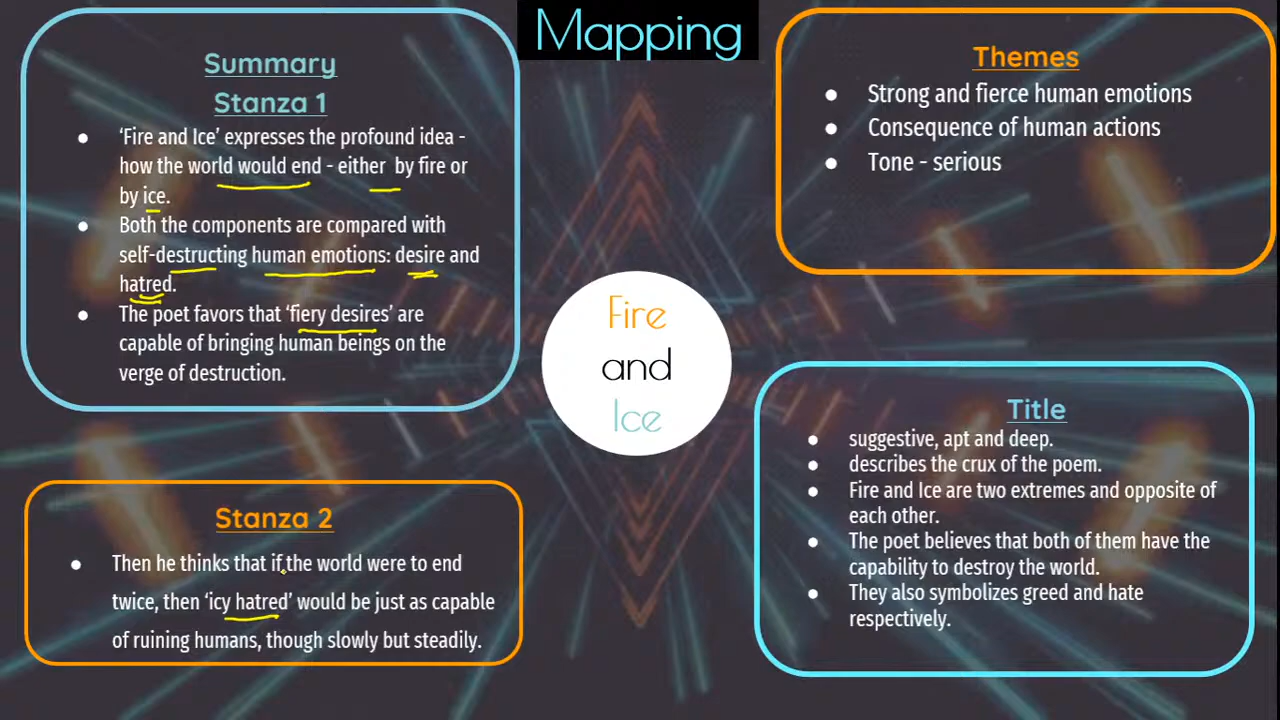 Mapping
Summary
Stanza 1
● ‘Fire and Ice’ expresses the profound idea -
how the world would end - either by fire or
by ice.
● Both the components are compared with
self-destructing human emotions: desire and
hatred.
● The poet favors that ‘fiery desires’ are
capable of bringing human beings on the
verge of destruction.
Stanza 2
● Then he thinks that if the world were to end
twice, then ‘icy hatred’ would be just as capable
of ruining humans, though slowly but steadily.
Fire
and
Ice
Themes
● Strong and fierce human emotions
● Consequence of human actions
● Tone - serious
Title
● suggestive, apt and deep.
● describes the crux of the poem.
● Fire and Ice are two extremes and opposite of
each other.
● The poet believes that both of them have the
capability to destroy the world.
● They also symbolizes greed and hate
respectively.